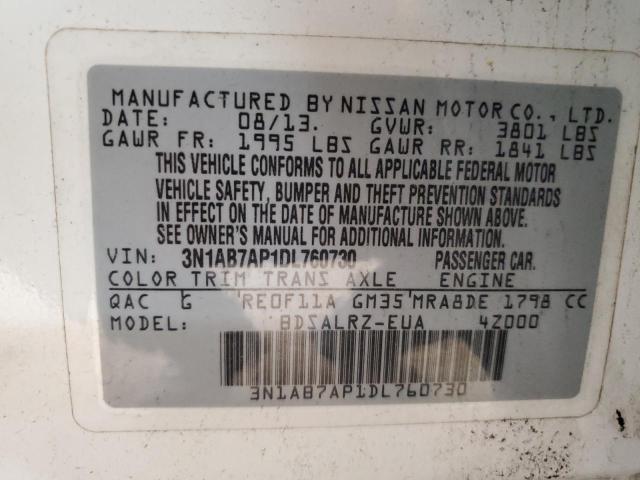 MANUFACTURED BY NISSAN MOTOR CO., LTD.
DATE: 08/13. GVWR: 3801 LBS
GAWR FR: 1995 LBS GAWR RR: 1841 LBS
THIS VEHICLE CONFORMS TO ALL APPLICABLE FEDERAL MOTOR
VEHICLE SAFETY, BUMPER AND THEFT PREVENTION STANDARDS
IN EFFECT ON THE DATE OF MANUFACTURE SHOWN ABOVE.
SEE OWNER'S MANUAL FOR ADDITIONAL INFORMATION
VIN: 3N1AB7AP1DL760730 PASSENGER CAR.
COLOR TRIM TRANS AXLE ENGINE
QAC G RE0F11A GM35 MRA8DE 1798 CC
MODEL: BDSALRZ-EUA 4Z000
3N1AB7AP1DL760730